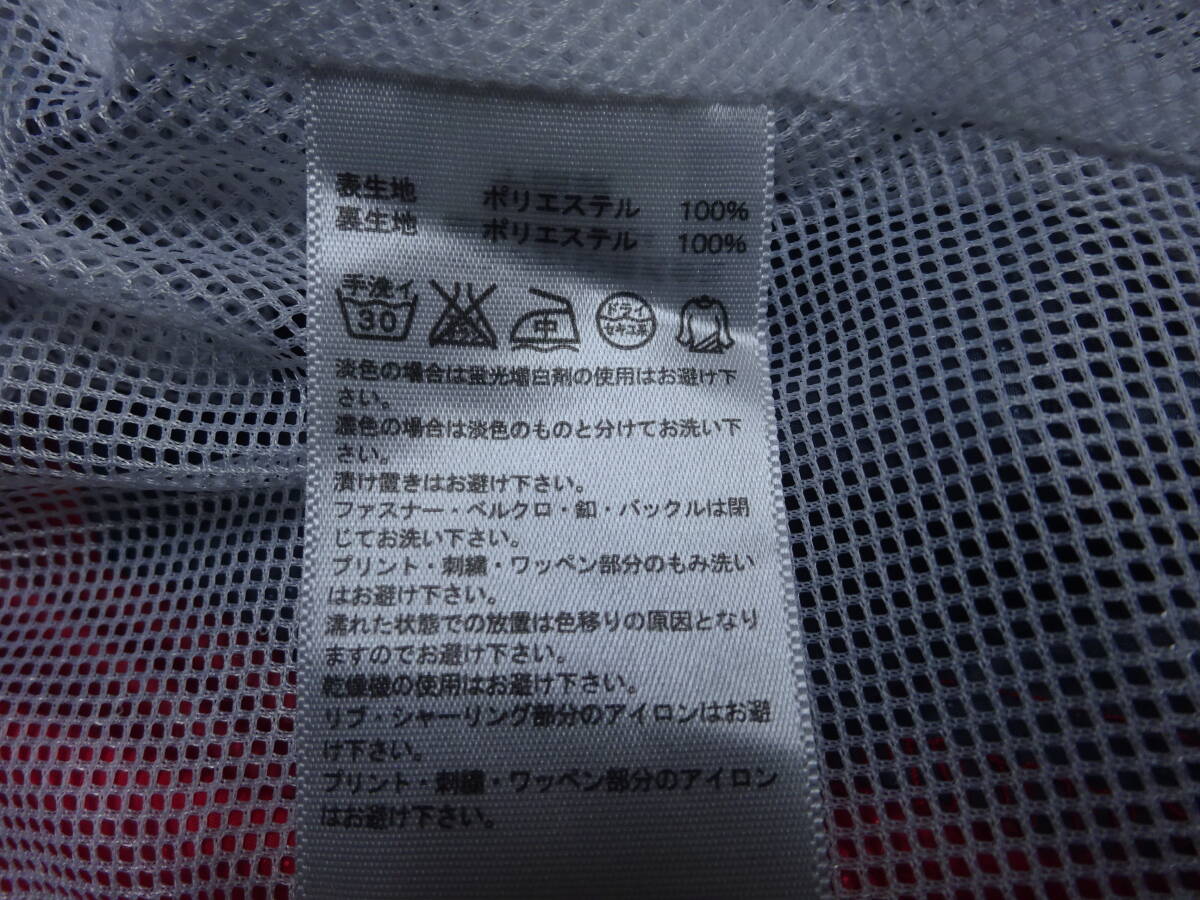 表生地 ポリエステル 100%
裏生地 ポリエステル 100%
手洗イ
30
中
ドライ
セキユ系
淡色の場合は蛍光増白剤の使用はお避け下
さい。
濃色の場合は淡色のものと分けてお洗い下
さい。
漬け置きはお避け下さい。
ファスナー・ベルクロ・釦・バックルは閉
じてお洗い下さい。
プリント・刺繍・ワッペン部分のもみ洗い
はお避け下さい。
濡れた状態での放置は色移りの原因となり
ますのでお避け下さい。
乾燥機の使用はお避け下さい。
リブ・シャーリング部分のアイロンはお避
け下さい。
プリント・刺繍・ワッペン部分のアイロン
はお避け下さい。